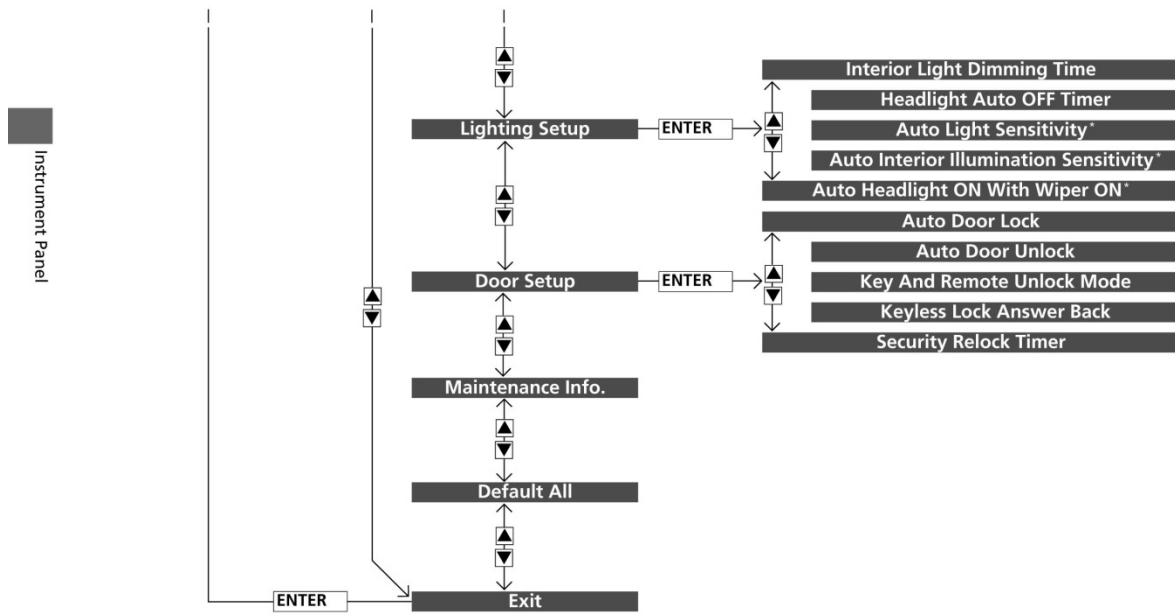 Instrument Panel
Interior Light Dimming Time
Headlight Auto OFF Timer
Lighting Setup
ENTER
Auto Light Sensitivity*
Auto Interior Illumination Sensitivity*
Auto Headlight ON With Wiper ON*
Auto Door Lock
Auto Door Unlock
Door Setup
ENTER
Key And Remote Unlock Mode
Keyless Lock Answer Back
Security Relock Timer
Maintenance Info.
Default All
ENTER
Exit